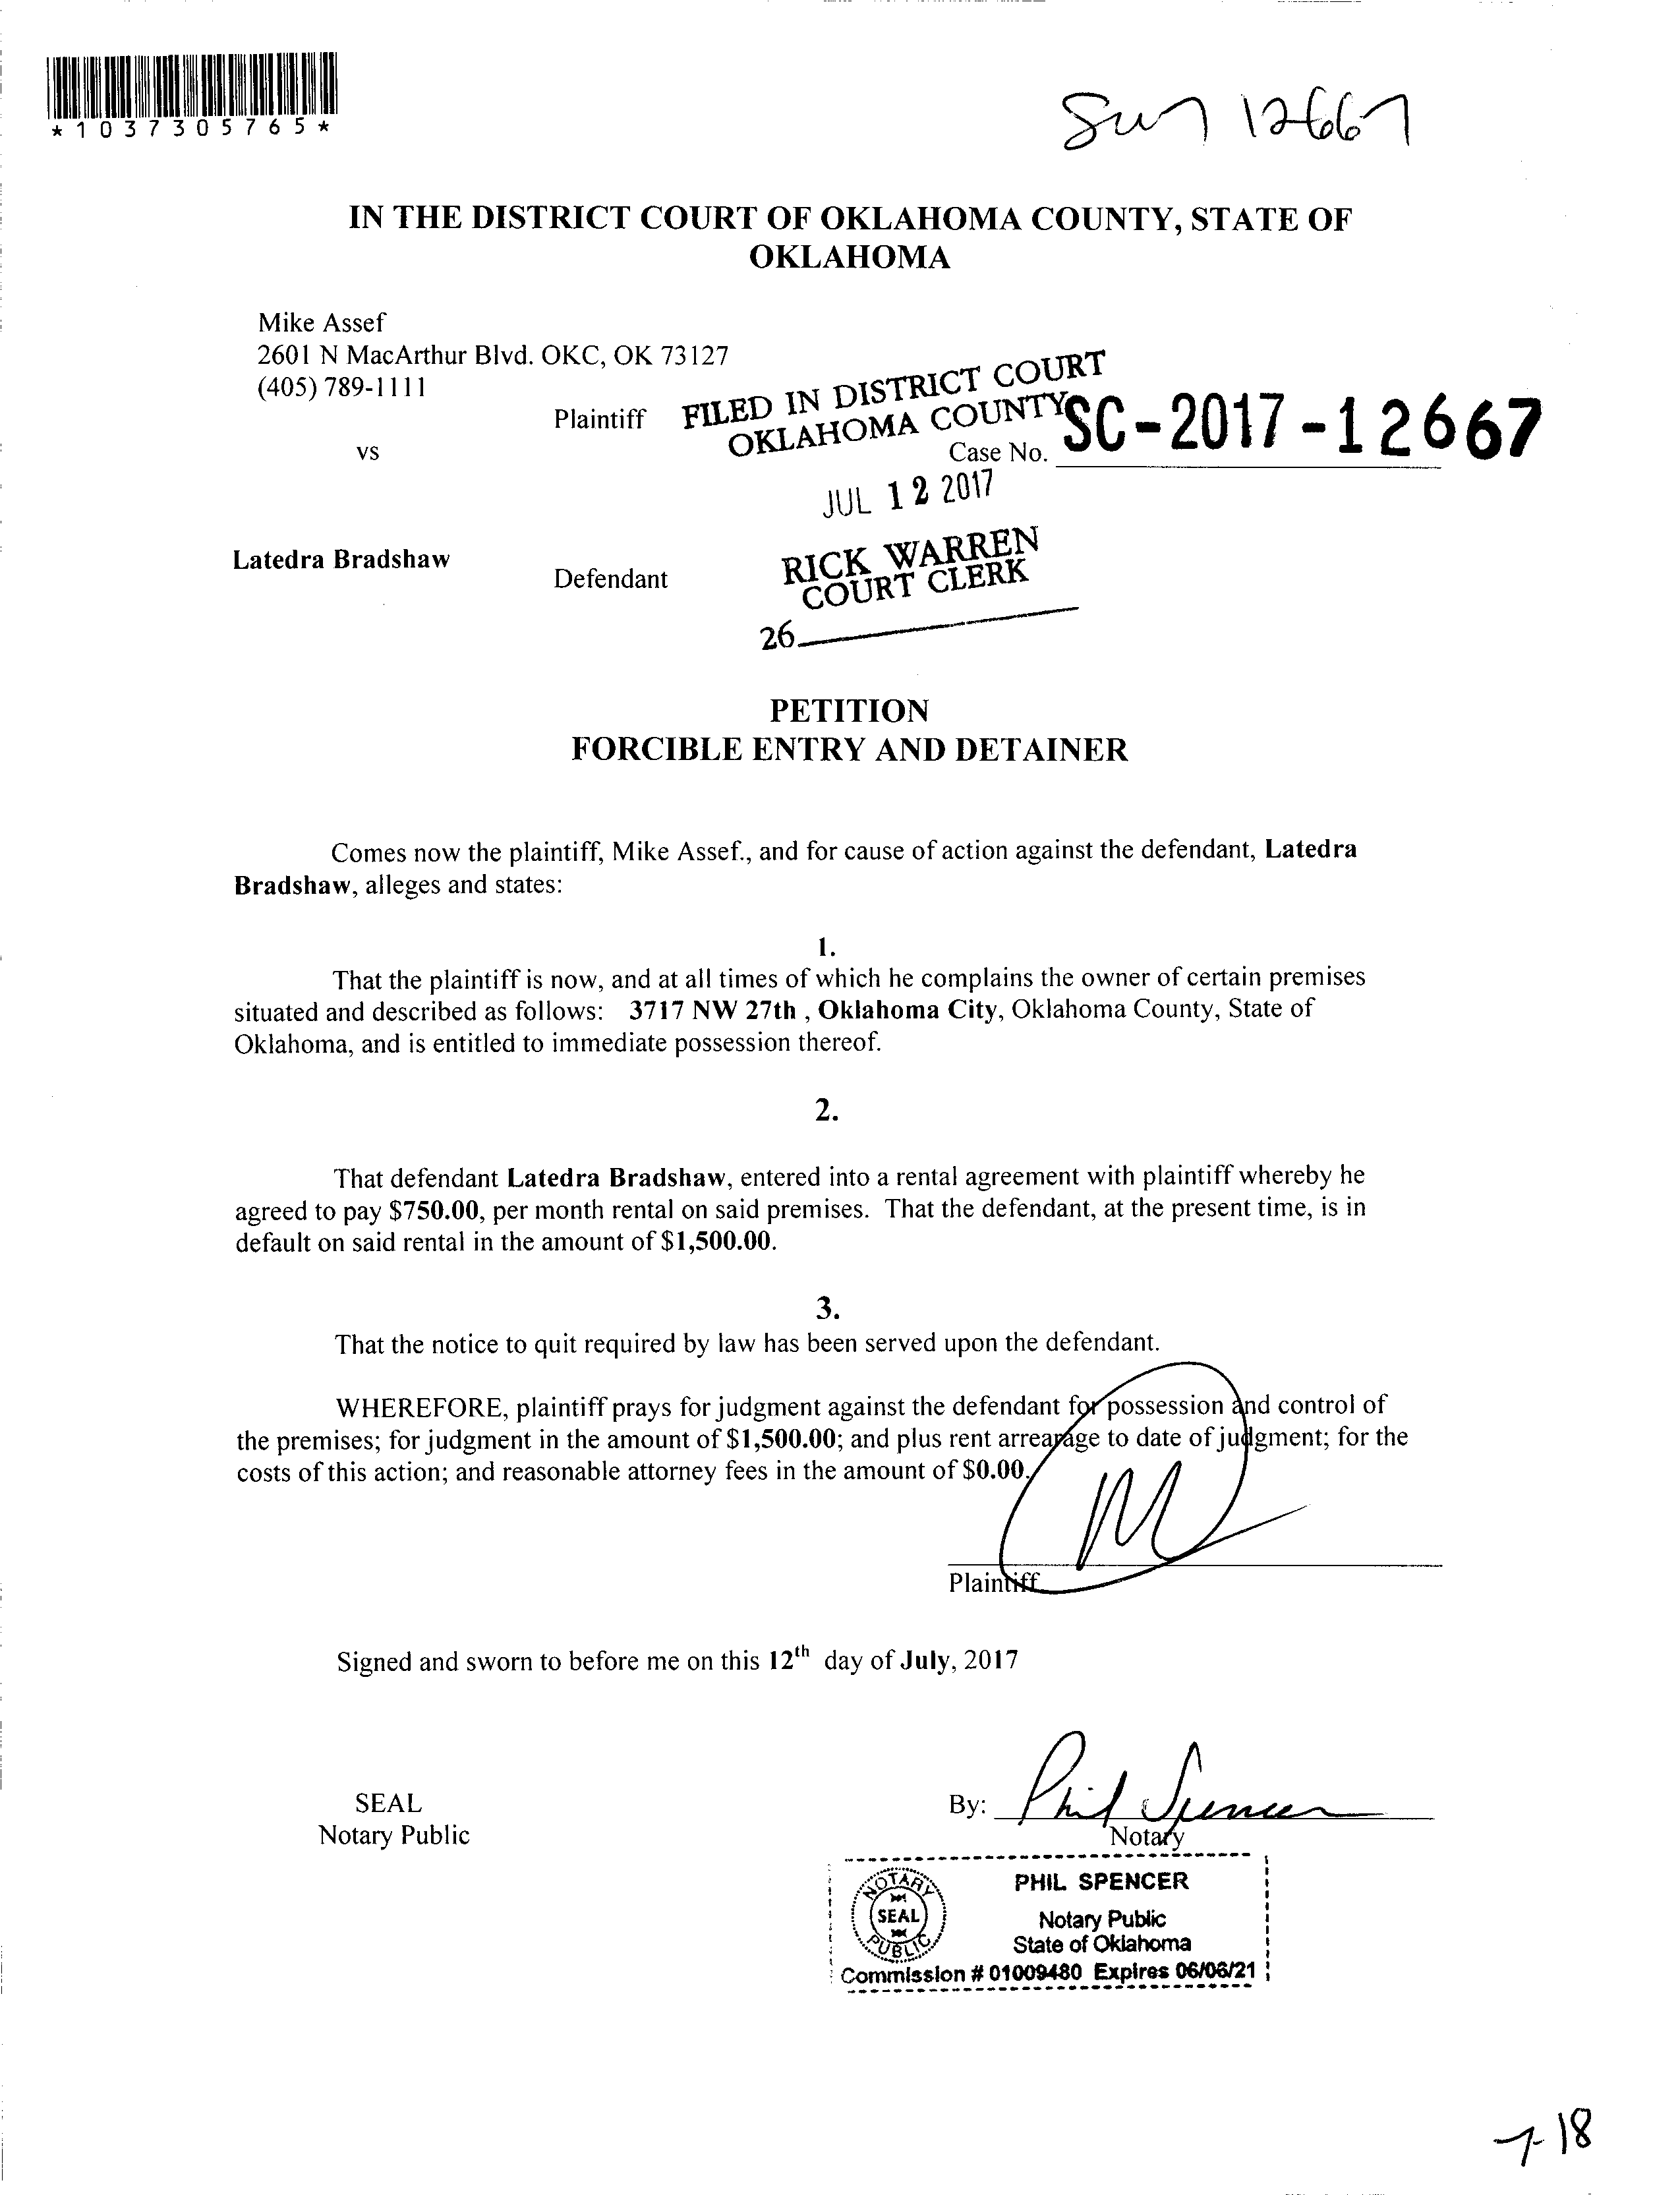 *1037305765*
12667
IN THE DISTRICT COURT OF OKLAHOMA COUNTY, STATE OF
OKLAHOMA
Mike Assef
2601 N MacArthur Blvd. OKC, OK 73127
(405) 789-1111
Plaintiff
FILED IN DISTRICT COURT
OKLAHOMA COUNTY
vs
Case No. SC-2017-12667
JUL 12 2017
Latedra Bradshaw
Defendant
RICK WARREN
COURT CLERK
26
PETITION
FORCIBLE ENTRY AND DETAINER
Comes now the plaintiff, Mike Assef., and for cause of action against the defendant, Latedra
Bradshaw, alleges and states:
1.
That the plaintiff is now, and at all times of which he complains the owner of certain premises
situated and described as follows: 3717 NW 27th , Oklahoma City, Oklahoma County, State of
Oklahoma, and is entitled to immediate possession thereof.
2.
That defendant Latedra Bradshaw, entered into a rental agreement with plaintiff whereby he
agreed to pay $750.00, per month rental on said premises. That the defendant, at the present time, is in
default on said rental in the amount of $1,500.00.
3.
That the notice to quit required by law has been served upon the defendant.
WHEREFORE, plaintiff prays for judgment against the defendant for possession and control of
the premises; for judgment in the amount of $1,500.00; and plus rent arrearage to date of judgment; for the
costs of this action; and reasonable attorney fees in the amount of $0.00.
Plaintiff
Signed and sworn to before me on this 12th day of July, 2017
SEAL
Notary Public
By: Phil Spencer
Notary
NOTARY
SEAL
PUBLIC
PHIL SPENCER
Notary Public
State of Oklahoma
Commission # 01009480 Expires 06/06/21
7-18